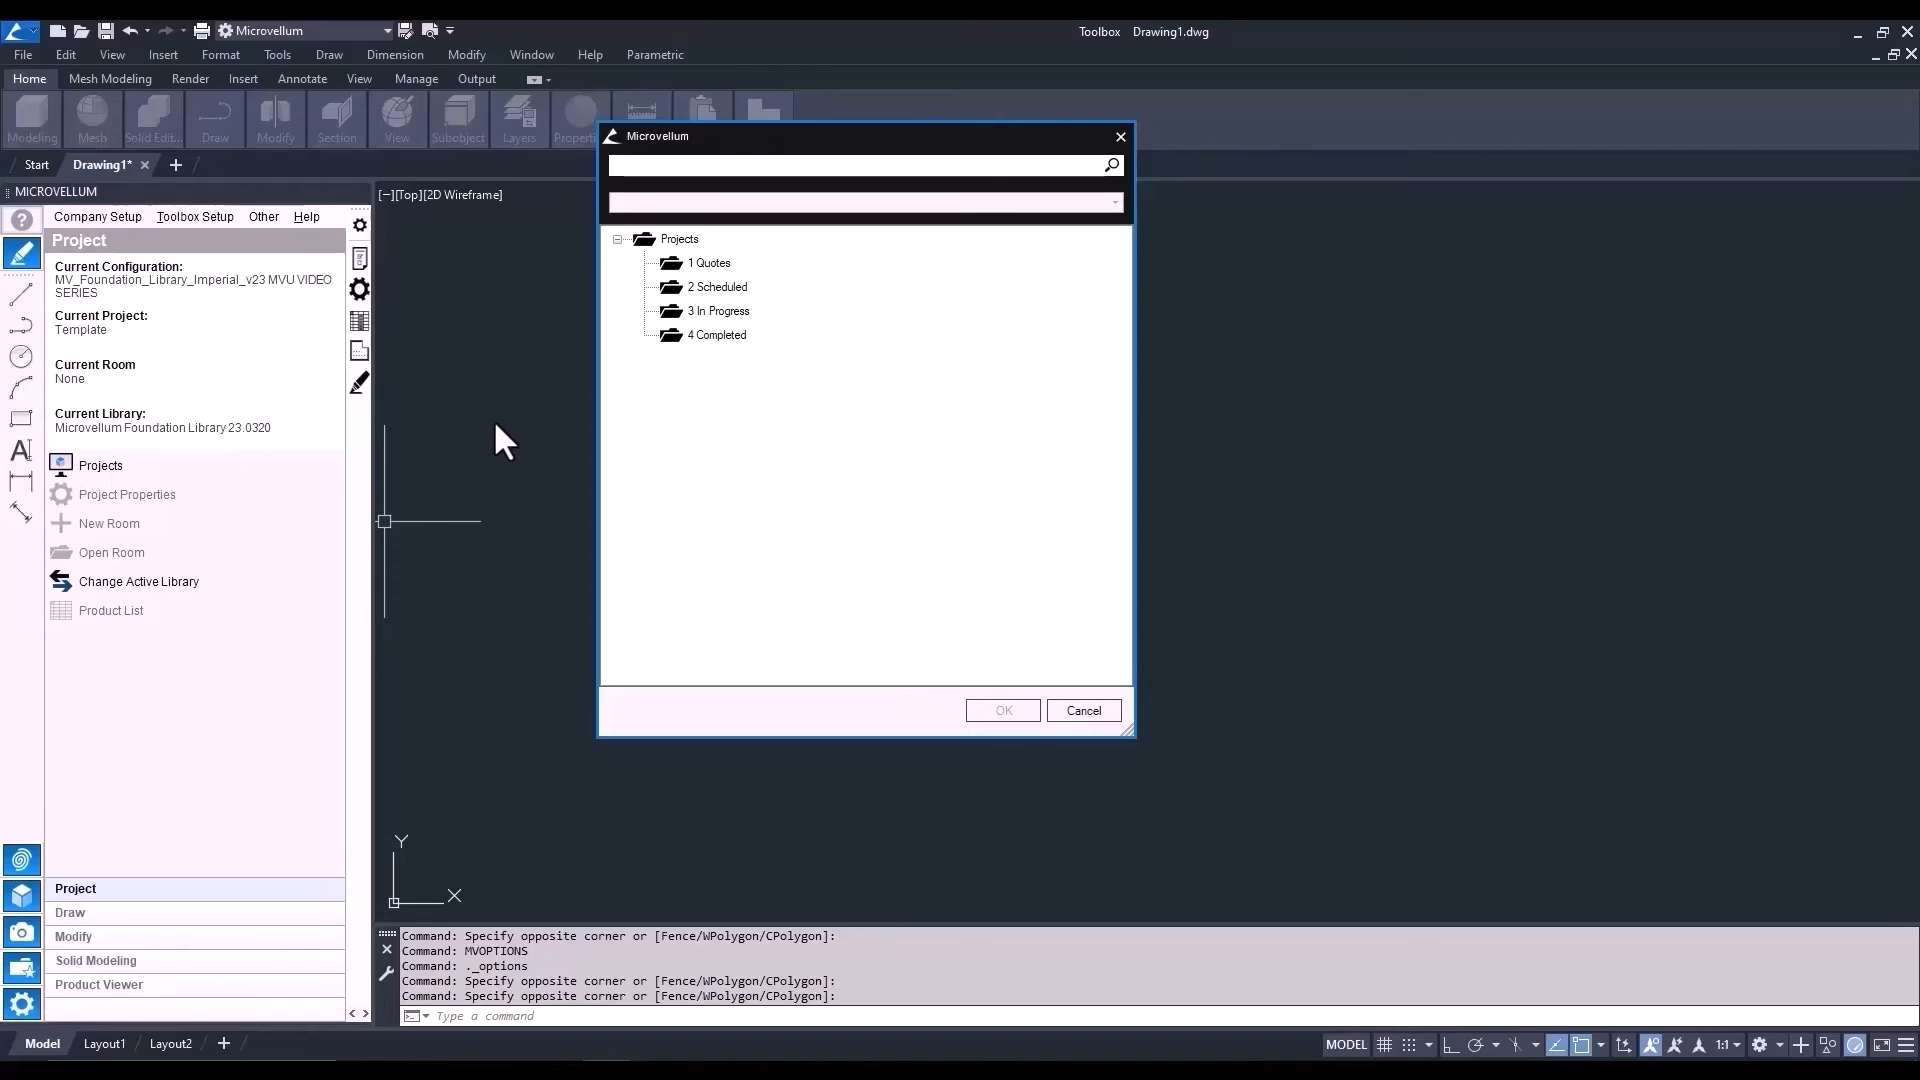 Microvellum
Toolbox Drawing1.dwg
File Edit View Insert Format Tools Draw Dimension Modify Window Help Parametric
Home Mesh Modeling Render Insert Annotate View Manage Output
Modeling Mesh Solid Edit... Draw Modify Section View Subobject Layers
Start Drawing1* +
MICROVELLUM
Company Setup Toolbox Setup Other Help
Project
Current Configuration:
MV_Foundation_Library_Imperial_v23 MVU VIDEO
SERIES
Current Project:
Template
Current Room
None
Current Library:
Microvellum Foundation Library 23.0320
Projects
Project Properties
New Room
Open Room
Change Active Library
Product List
Project
Draw
Modify
Solid Modeling
Product Viewer
[−][Top][2D Wireframe]
Microvellum
Projects
1 Quotes
2 Scheduled
3 In Progress
4 Completed
OK Cancel
Y
X
Command: Specify opposite corner or [Fence/WPolygon/CPolygon]:
Command: MVOPTIONS
Command: ._options
Command: Specify opposite corner or [Fence/WPolygon/CPolygon]:
Command: Specify opposite corner or [Fence/WPolygon/CPolygon]:
Type a command
Model Layout1 Layout2 +
MODEL 1:1